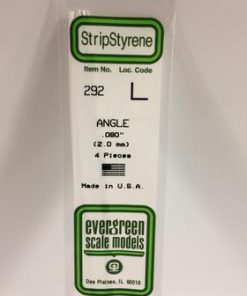 StripStyrene
Item No. Loc. Code
292 L
ANGLE
.080"
(2.0 mm)
4 Pieces
Made in U.S.A.
evergreen
scale models
Des Plaines, IL 60018